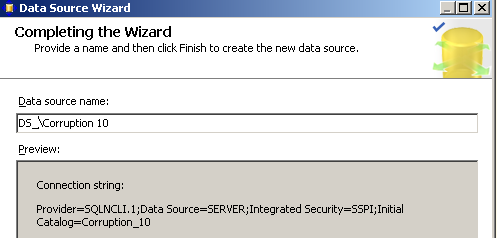 Data Source Wizard
Completing the Wizard
Provide a name and then click Finish to create the new data source.
Data source name:
DS_\Corruption 10
Preview:
Connection string:
Provider=SQLNCLI.1;Data Source=SERVER;Integrated Security=SSPI;Initial
Catalog=Corruption_10